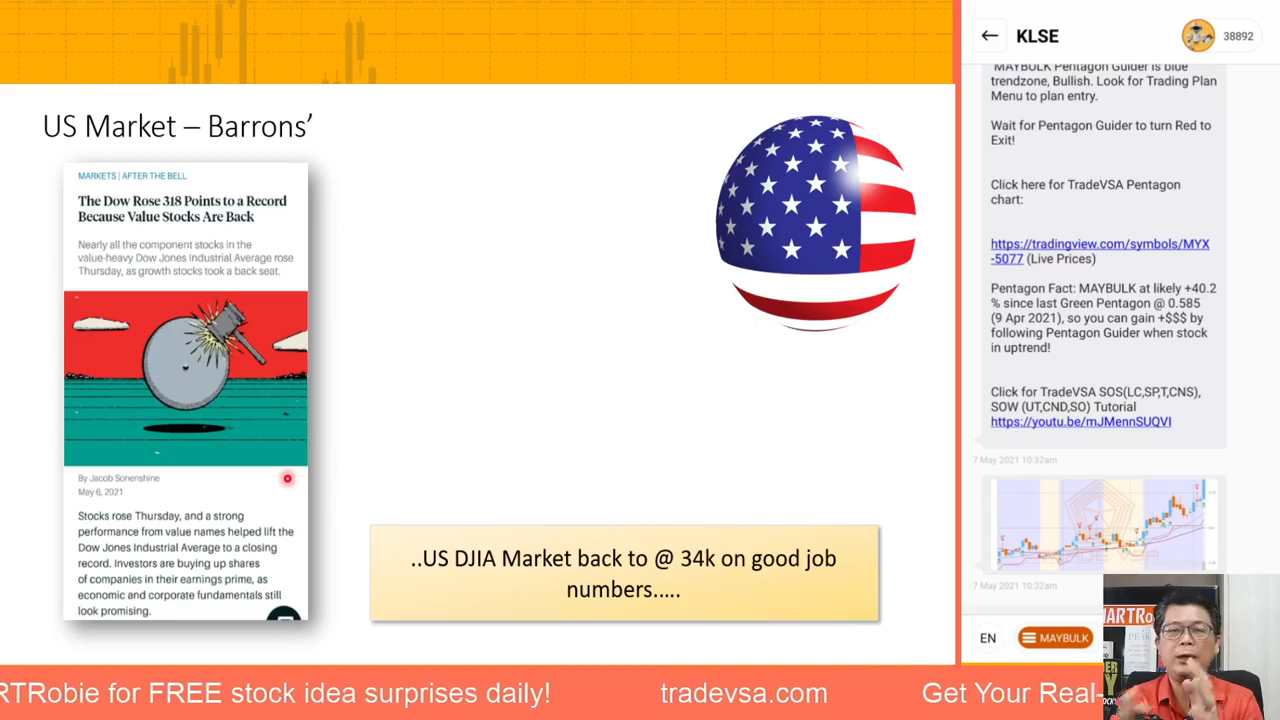 US Market – Barrons’
MARKETS | AFTER THE BELL
The Dow Rose 318 Points to a Record
Because Value Stocks Are Back
Nearly all the component stocks in the
value-heavy Dow Jones Industrial Average rose
Thursday, as growth stocks took a back seat.
By Jacob Sonenshine
May 6, 2021
Stocks rose Thursday, and a strong
performance from value names helped lift the
Dow Jones Industrial Average to a closing
record. Investors are buying up shares
of companies in their earnings prime, as
economic and corporate fundamentals still
look promising.
..US DJIA Market back to @ 34k on good job
numbers.....
KLSE
38892
MAYBULK Pentagon Guider is blue
trendzone, Bullish. Look for Trading Plan
Menu to plan entry.
Wait for Pentagon Guider to turn Red to
Exit!
Click here for TradeVSA Pentagon
chart:
https://tradingview.com/symbols/MYX
-5077 (Live Prices)
Pentagon Fact: MAYBULK at likely +40.2
% since last Green Pentagon @ 0.585
(9 Apr 2021), so you can gain +$$$ by
following Pentagon Guider when stock
in uptrend!
Click for TradeVSA SOS(LC,SP,T,CNS),
SOW (UT,CND,SO) Tutorial
https://youtu.be/mJMennSUQVI
7 May 2021 10:32am
7 May 2021 10:32am
EN
MAYBULK
RTRobie for FREE stock idea surprises daily!
tradevsa.com
Get Your Real-